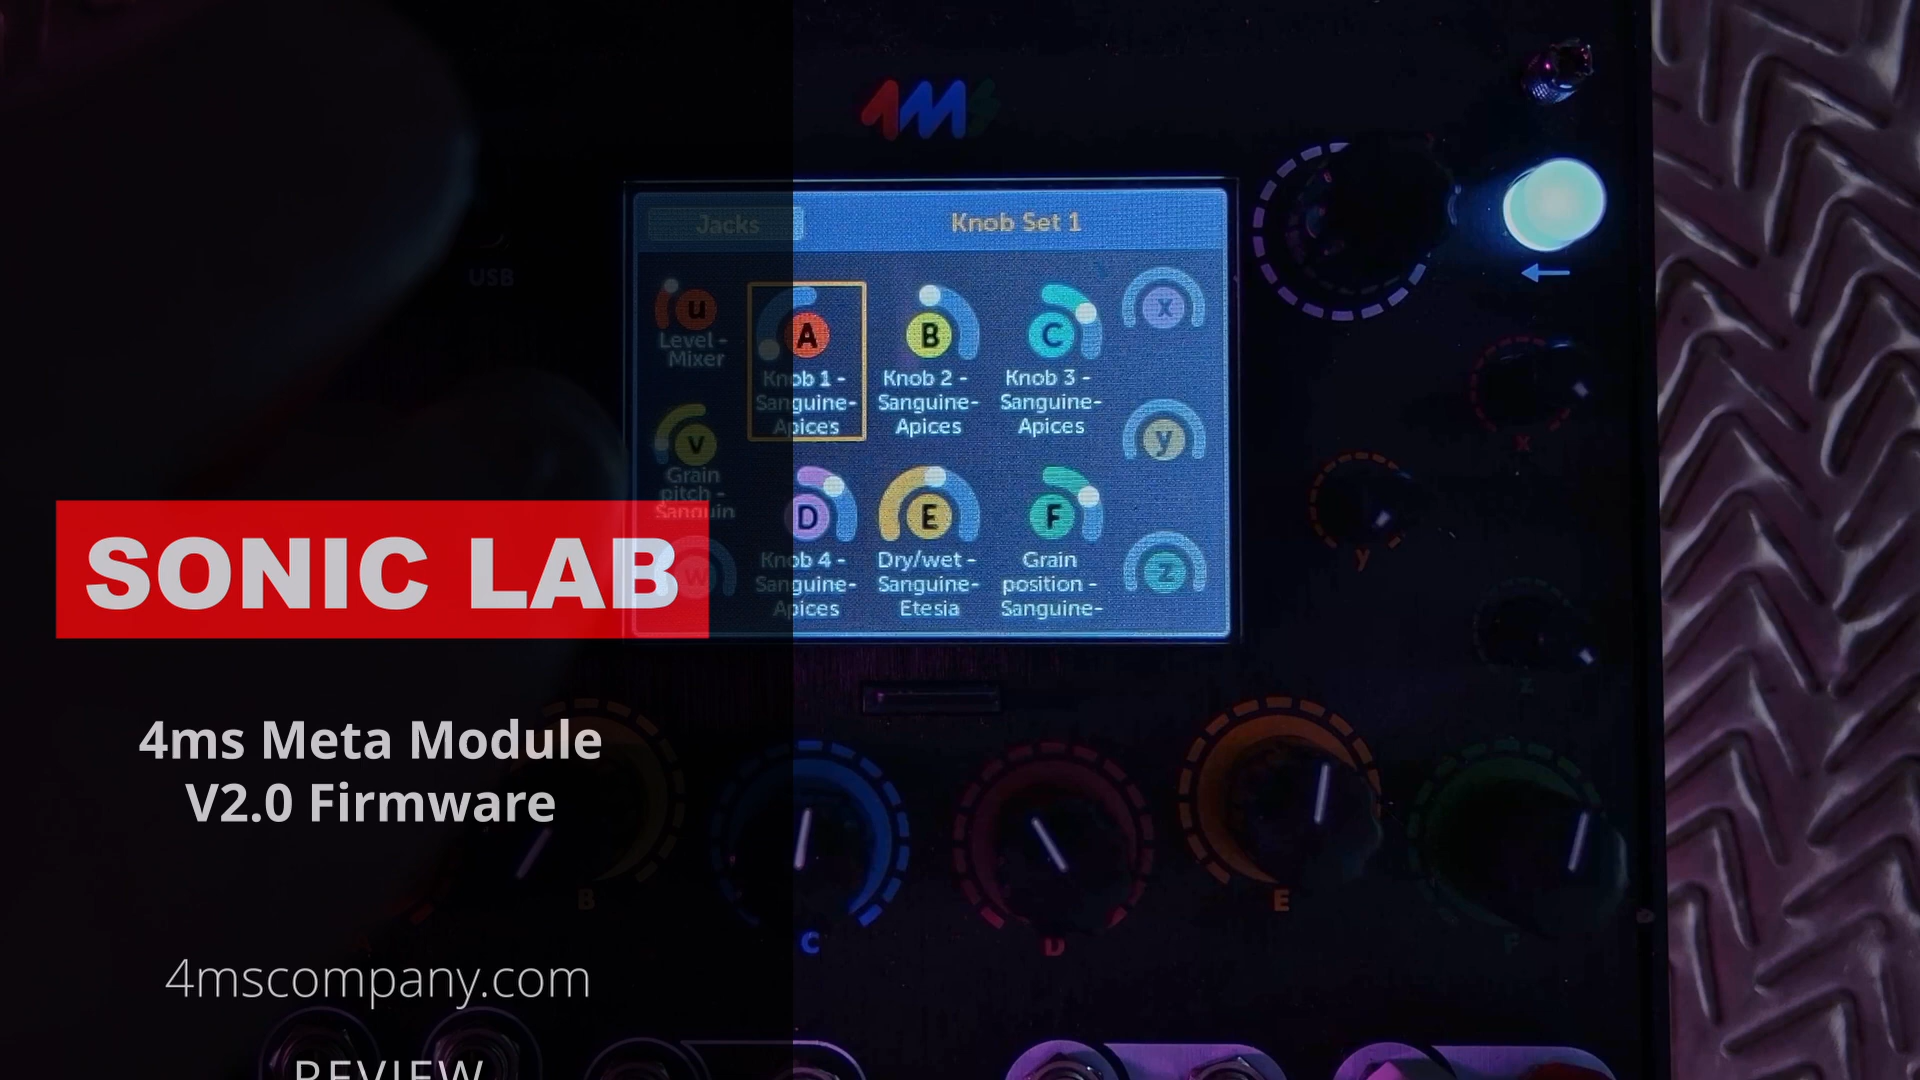 4MS
USB
Jacks
Knob Set 1
u
Level -
Mixer
A
Knob 1 -
Sanguine-
Apices
B
Knob 2 -
Sanguine-
Apices
C
Knob 3 -
Sanguine-
Apices
x
v
Grain
pitch -
Sanguin
y
w
D
Knob 4 -
Sanguine-
Apices
E
Dry/wet -
Sanguine-
Etesia
F
Grain
position -
Sanguine-
z
x
y
z
SONIC LAB
4ms Meta Module
V2.0 Firmware
B
C
D
E
F
4mscompany.com
REVIEW